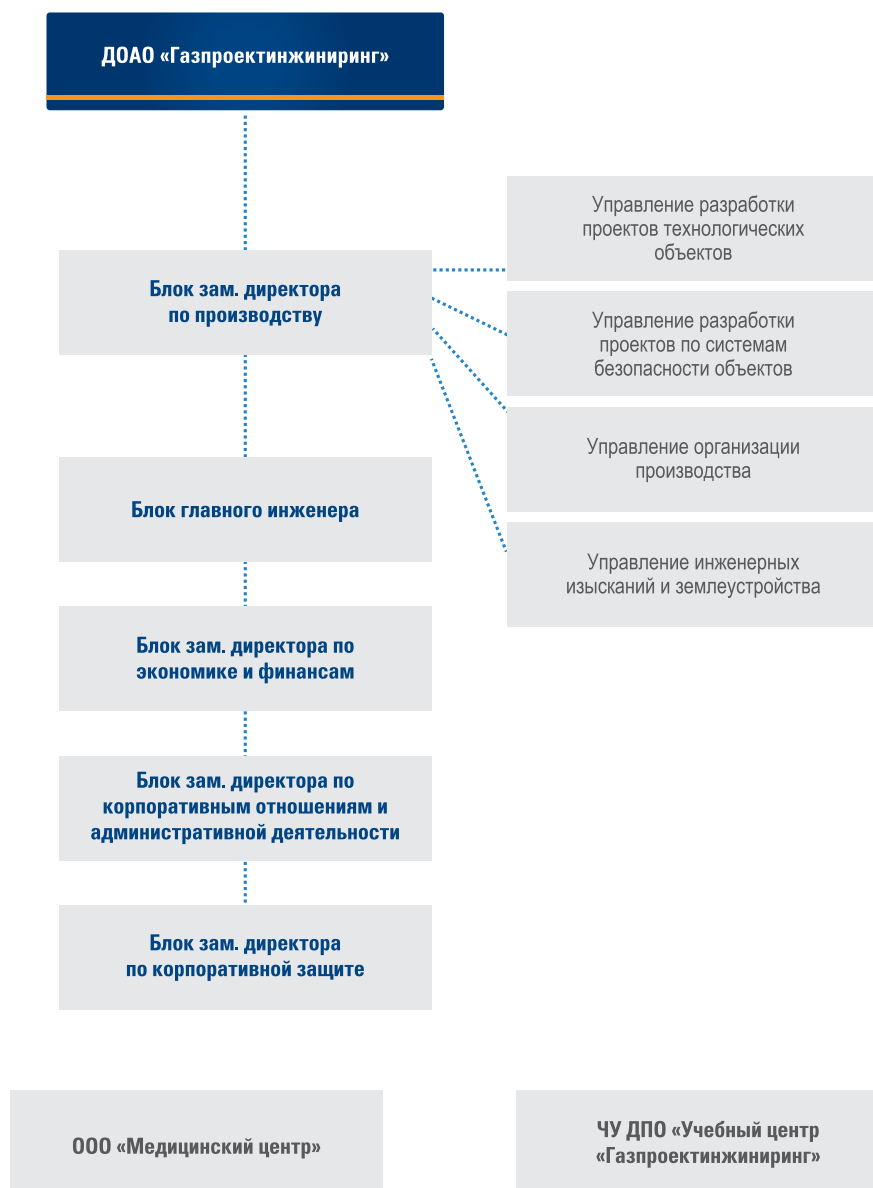 ДОАО «Газпроектинжиниринг»
Управление разработки
проектов технологических
объектов
Блок зам. директора
по производству
Управление разработки
проектов по системам
безопасности объектов
Управление организации
производства
Блок главного инженера
Управление инженерных
изысканий и землеустройства
Блок зам. директора по
экономике и финансам
Блок зам. директора по
корпоративным отношениям и
административной деятельности
Блок зам. директора
по корпоративной защите
ООО «Медицинский центр»
ЧУ ДПО «Учебный центр
«Газпроектинжиниринг»